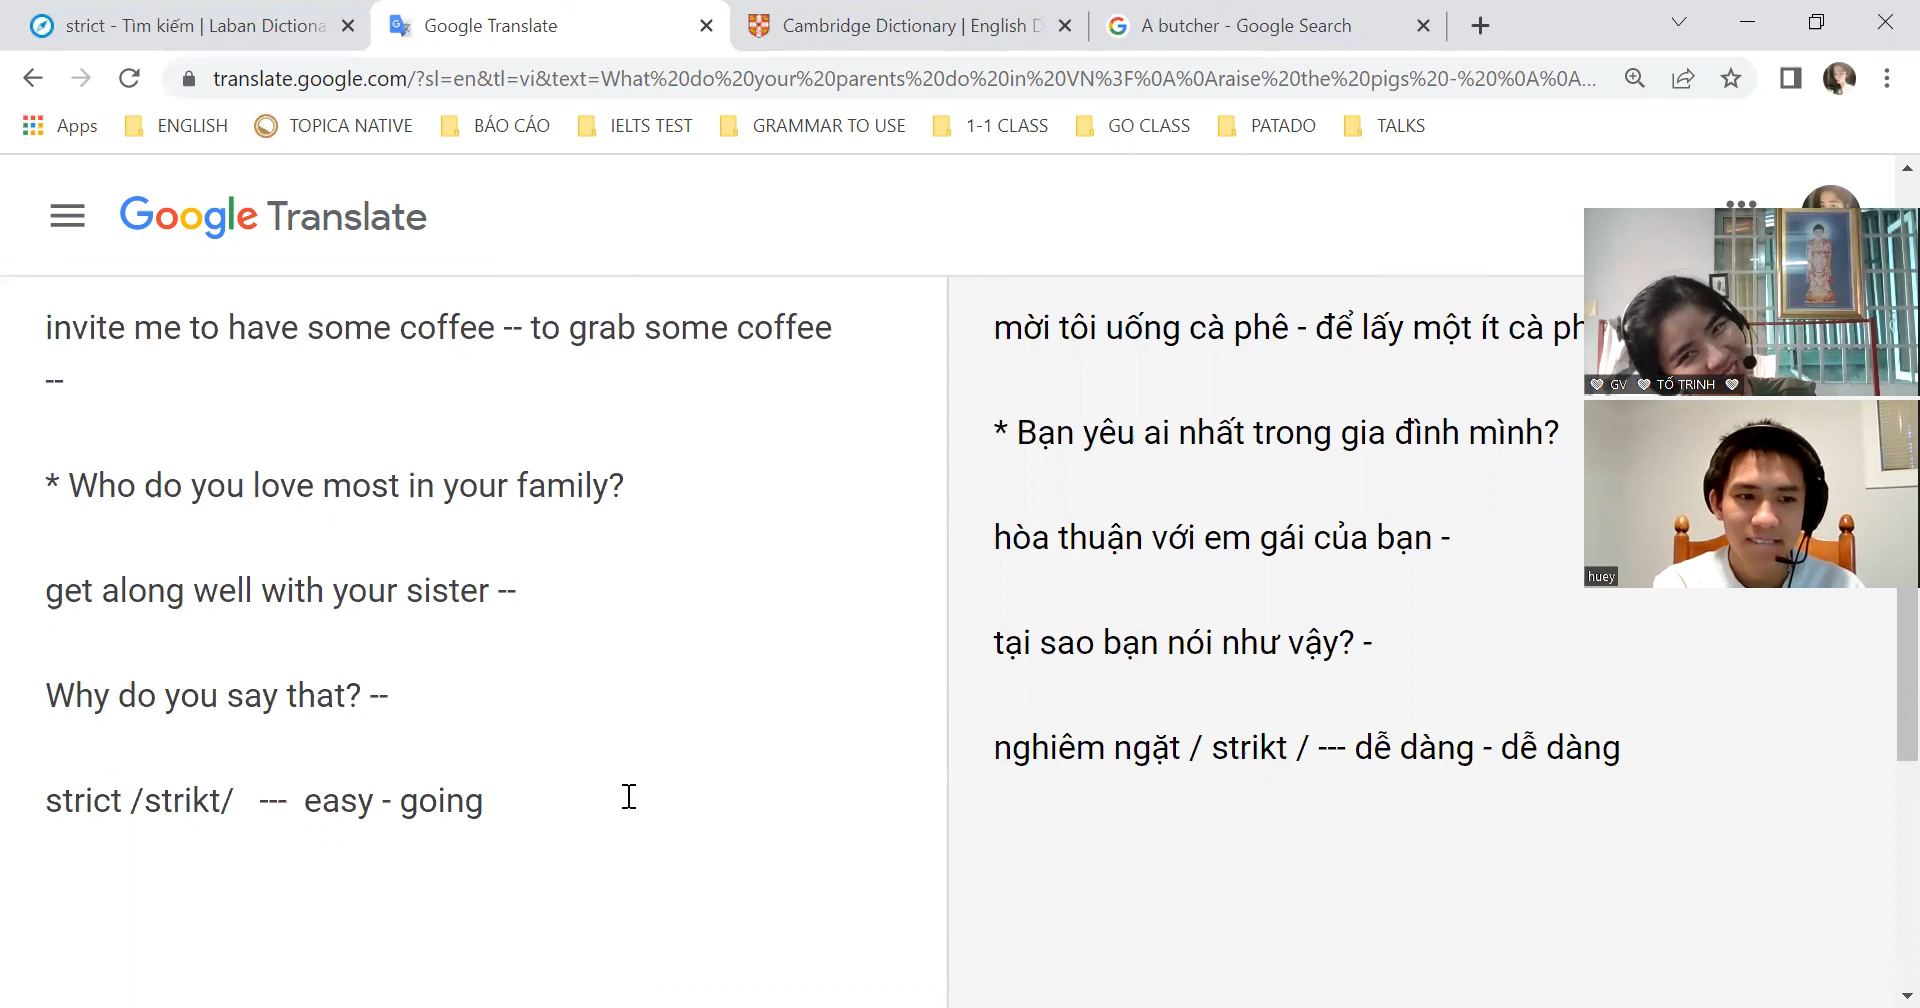 strict - Tìm kiếm | Laban Dictiona
Google Translate
Cambridge Dictionary | English D
A butcher - Google Search
translate.google.com/?sl=en&tl=vi&text=What%20do%20your%20parents%20do%20in%20VN%3F%0A%0Araise%20the%20pigs%20-%20%0A%0A...
Apps
ENGLISH
TOPICA NATIVE
BÁO CÁO
IELTS TEST
GRAMMAR TO USE
1-1 CLASS
GO CLASS
PATADO
TALKS
Google Translate
invite me to have some coffee -- to grab some coffee
--
* Who do you love most in your family?
get along well with your sister --
Why do you say that? --
strict /strikt/ --- easy - going
mời tôi uống cà phê - để lấy một ít cà ph
* Bạn yêu ai nhất trong gia đình mình?
hòa thuận với em gái của bạn -
tại sao bạn nói như vậy? -
nghiêm ngặt / strikt / --- dễ dàng - dễ dàng
GV TỐ TRINH
huey